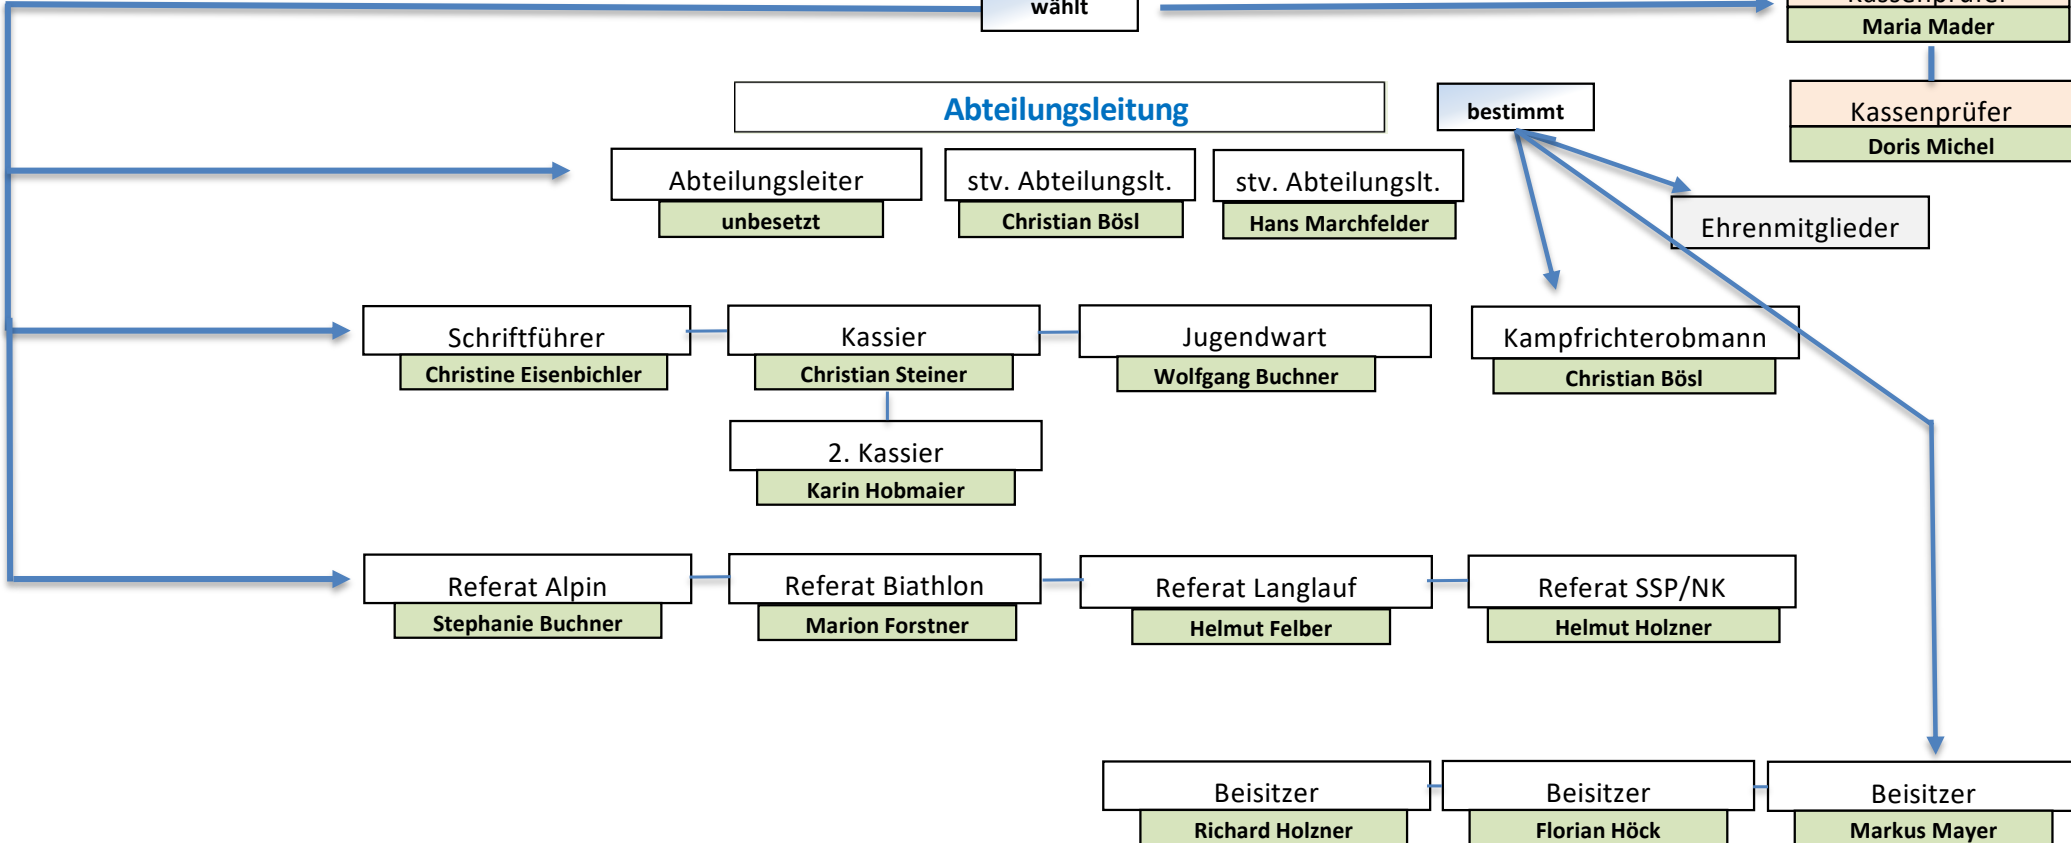 wählt
Kassenprüfer
Maria Mader
Abteilungsleitung
bestimmt
Kassenprüfer
Doris Michel
Abteilungsleiter
unbesetzt
stv. Abteilungslt.
Christian Bösl
stv. Abteilungslt.
Hans Marchfelder
Ehrenmitglieder
Schriftführer
Christine Eisenbichler
Kassier
Christian Steiner
Jugendwart
Wolfgang Buchner
Kampfrichterobmann
Christian Bösl
2. Kassier
Karin Hobmaier
Referat Alpin
Stephanie Buchner
Referat Biathlon
Marion Forstner
Referat Langlauf
Helmut Felber
Referat SSP/NK
Helmut Holzner
Beisitzer
Richard Holzner
Beisitzer
Florian Höck
Beisitzer
Markus Mayer